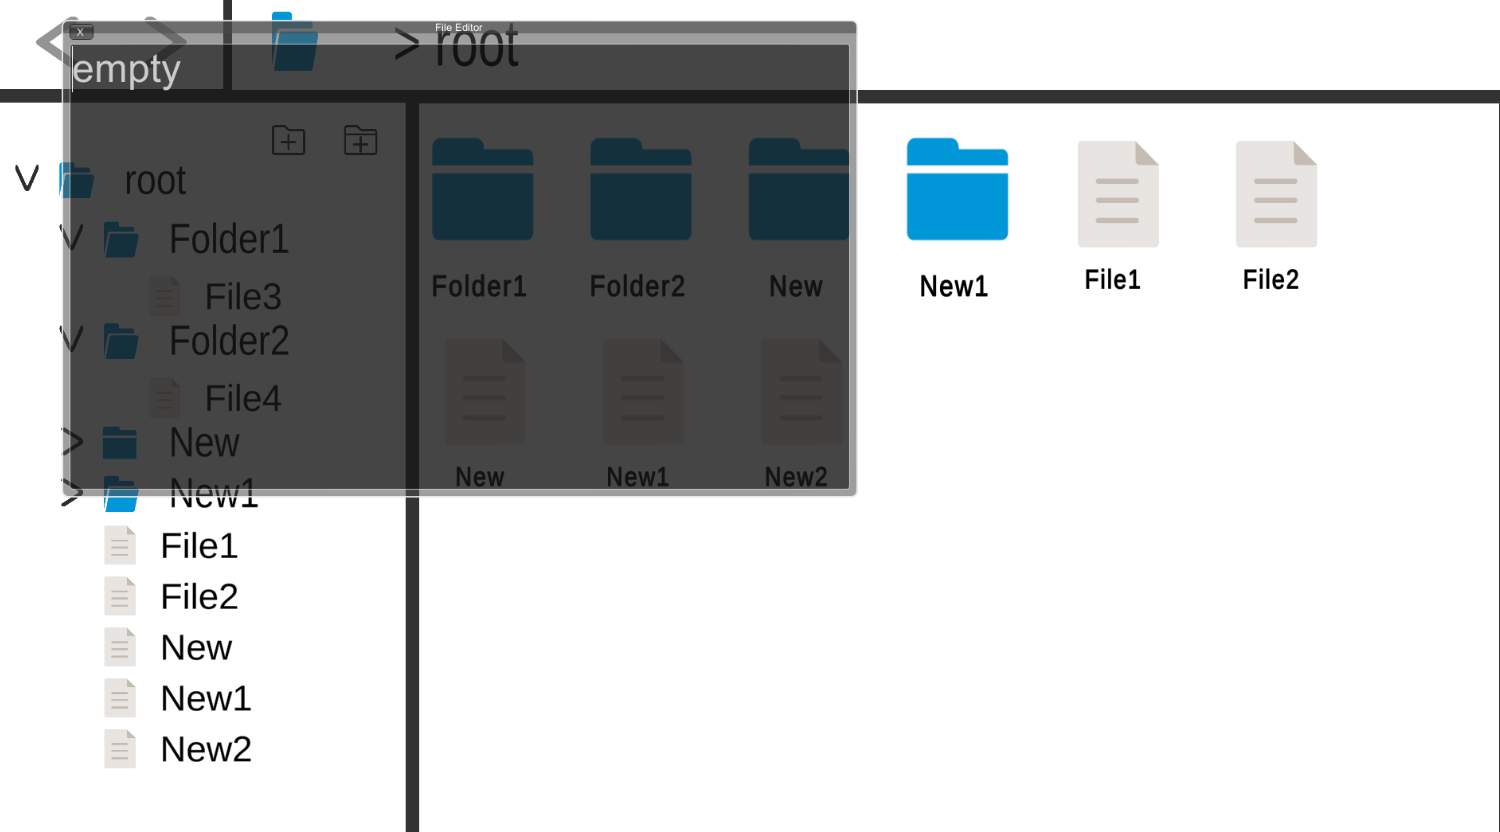 X File Editor
> root
empty
root
Folder1
File3
Folder2
File4
New
New1
File1
File2
New
New1
New2
Folder1 Folder2 New New1 File1 File2
New New1 New2